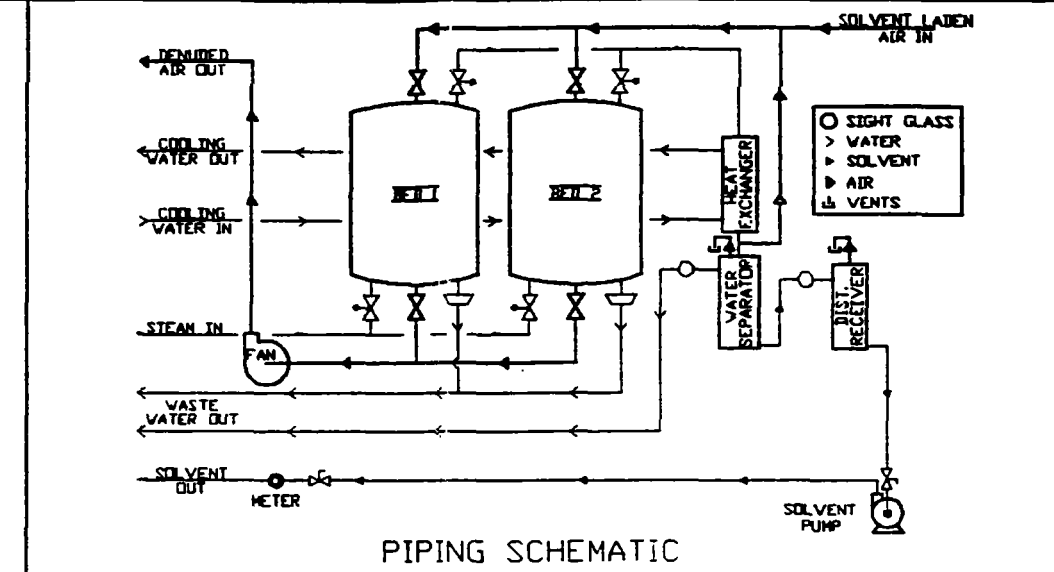 SOLVENT LADEN
AIR IN
DENUDED
AIR OUT
COOLING
WATER OUT
COOLING
WATER IN
BED 1
BED 2
HEAT
EXCHANGER
SIGHT GLASS
WATER
SOLVENT
AIR
VENTS
WATER
SEPARATOR
DIST.
RECEIVER
STEAM IN
FAN
WASTE
WATER OUT
SOLVENT
OUT
METER
SOLVENT
PUMP
PIPING SCHEMATIC